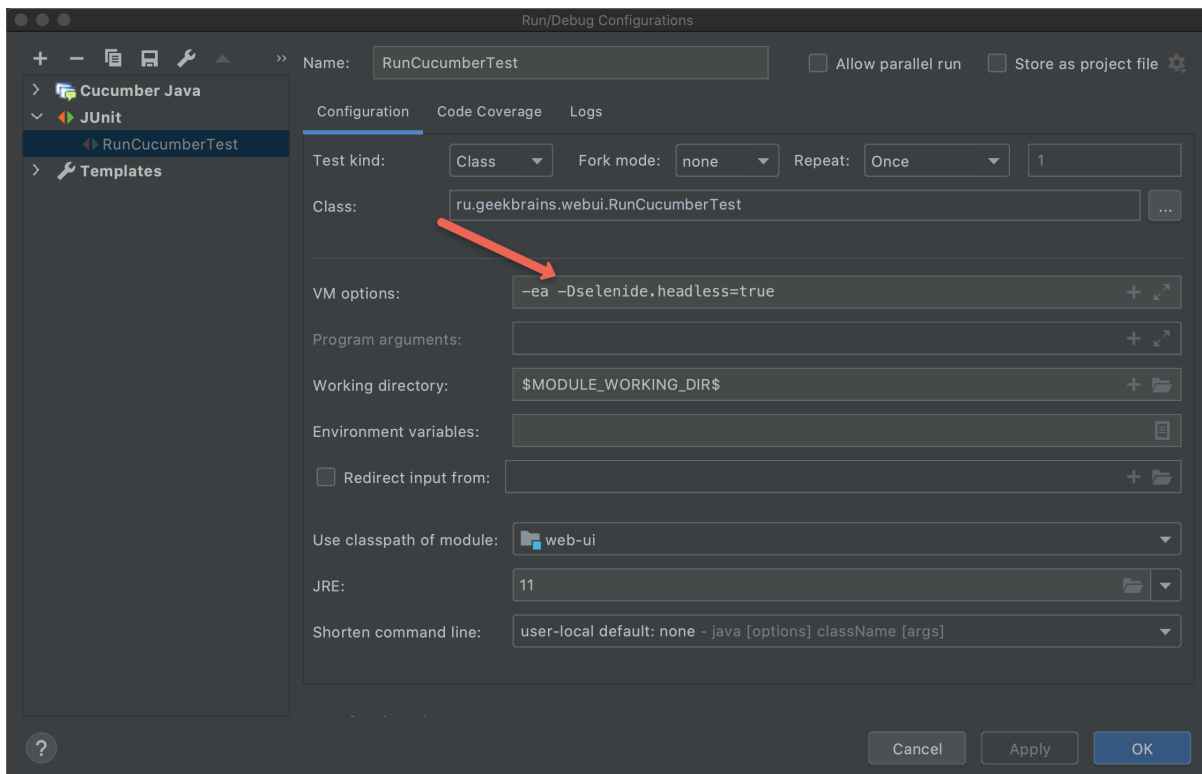 Run/Debug Configurations
Name: RunCucumberTest Allow parallel run Store as project file
Cucumber Java
JUnit
RunCucumberTest
Templates
Configuration Code Coverage Logs
Test kind: Class Fork mode: none Repeat: Once 1
Class: ru.geekbrains.webui.RunCucumberTest ...
VM options: -ea -Dselenide.headless=true
Program arguments:
Working directory: $MODULE_WORKING_DIR$
Environment variables:
Redirect input from:
Use classpath of module: web-ui
JRE: 11
Shorten command line: user-local default: none - java [options] className [args]
? Cancel Apply OK